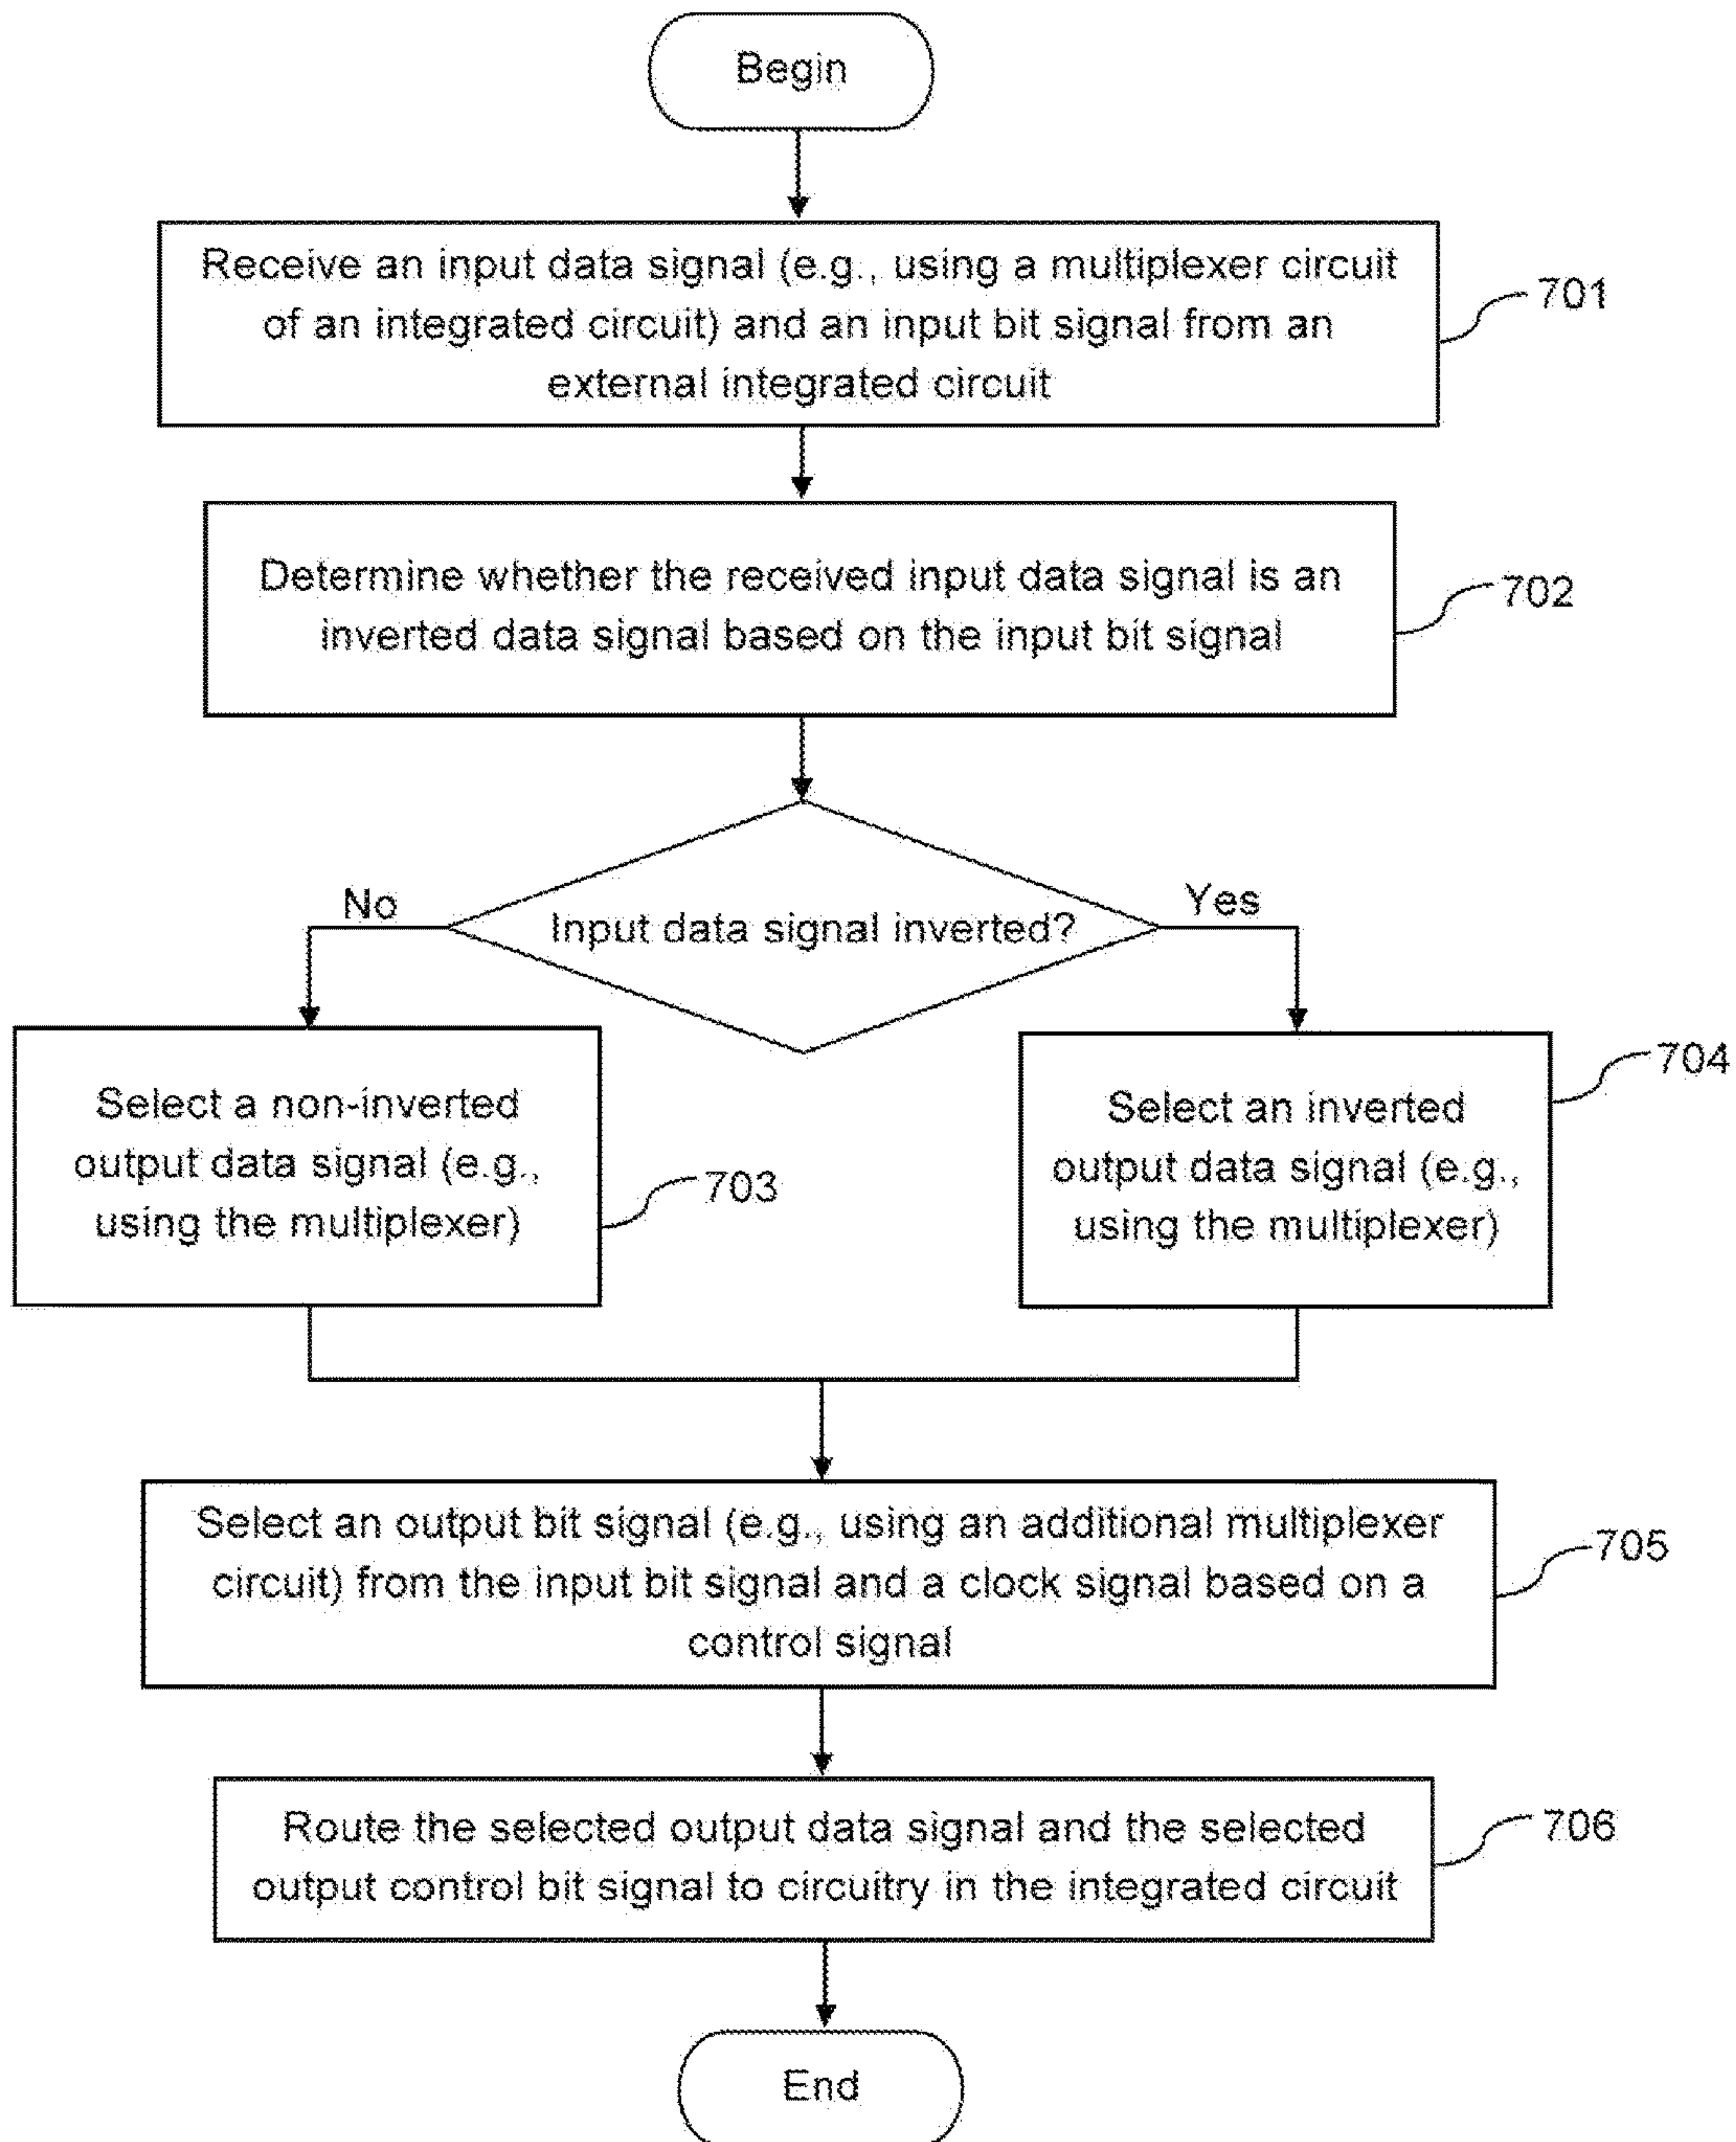 Begin
Receive an input data signal (e.g., using a multiplexer circuit
of an integrated circuit) and an input bit signal from an
external integrated circuit
701
Determine whether the received input data signal is an
inverted data signal based on the input bit signal
702
No
Input data signal inverted?
Yes
Select a non-inverted
output data signal (e.g.,
using the multiplexer)
703
Select an inverted
output data signal (e.g.,
using the multiplexer)
704
Select an output bit signal (e.g., using an additional multiplexer
circuit) from the input bit signal and a clock signal based on a
control signal
705
Route the selected output data signal and the selected
output control bit signal to circuitry in the integrated circuit
706
End